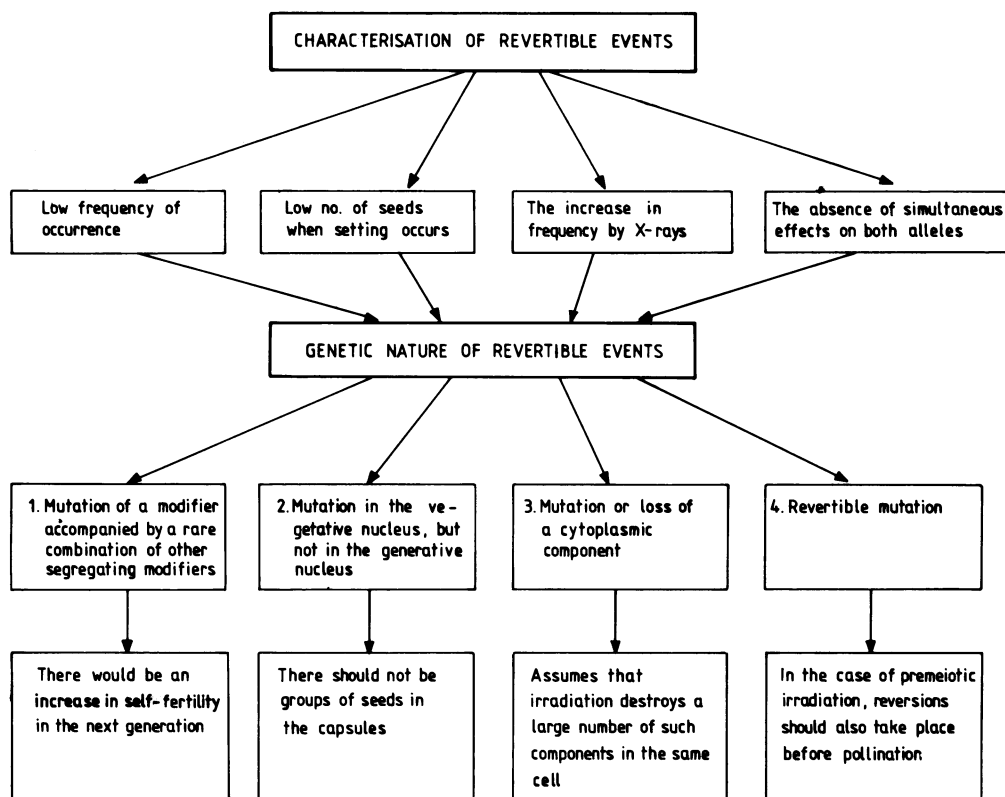 CHARACTERISATION OF REVERTIBLE EVENTS
Low frequency of
occurrence
Low no. of seeds
when setting occurs
The increase in
frequency by X-rays
The absence of simultaneous
effects on both alleles
GENETIC NATURE OF REVERTIBLE EVENTS
1. Mutation of a modifier
accompanied by a rare
combination of other
segregating modifiers
2. Mutation in the ve-
getative nucleus, but
not in the generative
nucleus
3. Mutation or loss of
a cytoplasmic
component
4. Revertible mutation
There would be an
increase in self-fertility
in the next generation
There should not be
groups of seeds in
the capsules
Assumes that
irradiation destroys a
large number of such
components in the same
cell
In the case of premeiotic
irradiation, reversions
should also take place
before pollination.